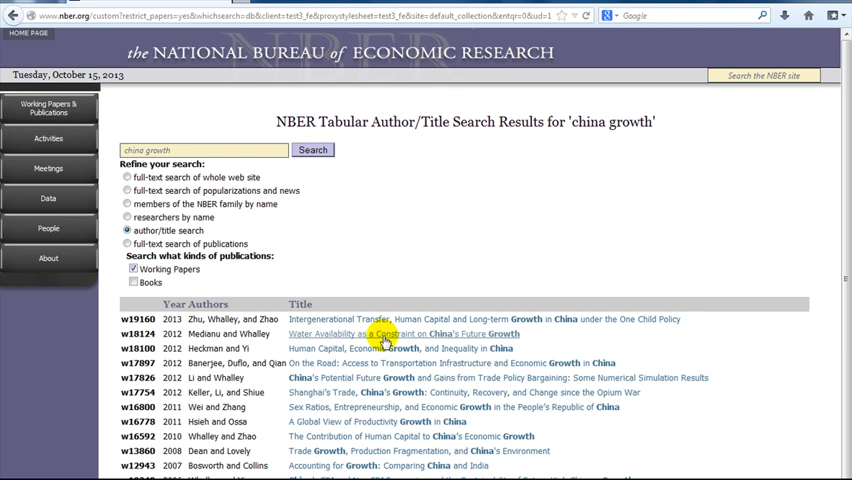 www.nber.org/custom?restrict_papers=yes&whichsearch=db&client=test3_fe&proxystylesheet=test3_fe&site=default_collection&entqr=0&ud=1
Google
HOME PAGE
the NATIONAL BUREAU of ECONOMIC RESEARCH
Tuesday, October 15, 2013
Search the NBER site
Working Papers &
Publications
Activities
Meetings
Data
People
About
NBER Tabular Author/Title Search Results for 'china growth'
china growth
Search
Refine your search:
full-text search of whole web site
full-text search of popularizations and news
members of the NBER family by name
researchers by name
author/title search
full-text search of publications
Search what kinds of publications:
Working Papers
Books
Year Authors Title
w19160 2013 Zhu, Whalley, and Zhao Intergenerational Transfer, Human Capital and Long-term Growth in China under the One Child Policy
w18124 2012 Medianu and Whalley Water Availability as a Constraint on China's Future Growth
w18100 2012 Heckman and Yi Human Capital, Economic Growth, and Inequality in China
w17897 2012 Banerjee, Duflo, and Qian On the Road: Access to Transportation Infrastructure and Economic Growth in China
w17826 2012 Li and Whalley China's Potential Future Growth and Gains from Trade Policy Bargaining: Some Numerical Simulation Results
w17754 2012 Keller, Li, and Shiue Shanghai's Trade, China's Growth: Continuity, Recovery, and Change since the Opium War
w16800 2011 Wei and Zhang Sex Ratios, Entrepreneurship, and Economic Growth in the People's Republic of China
w16778 2011 Hsieh and Ossa A Global View of Productivity Growth in China
w16592 2010 Whalley and Zhao The Contribution of Human Capital to China's Economic Growth
w13860 2008 Dean and Lovely Trade Growth, Production Fragmentation, and China's Environment
w12943 2007 Bosworth and Collins Accounting for Growth: Comparing China and India